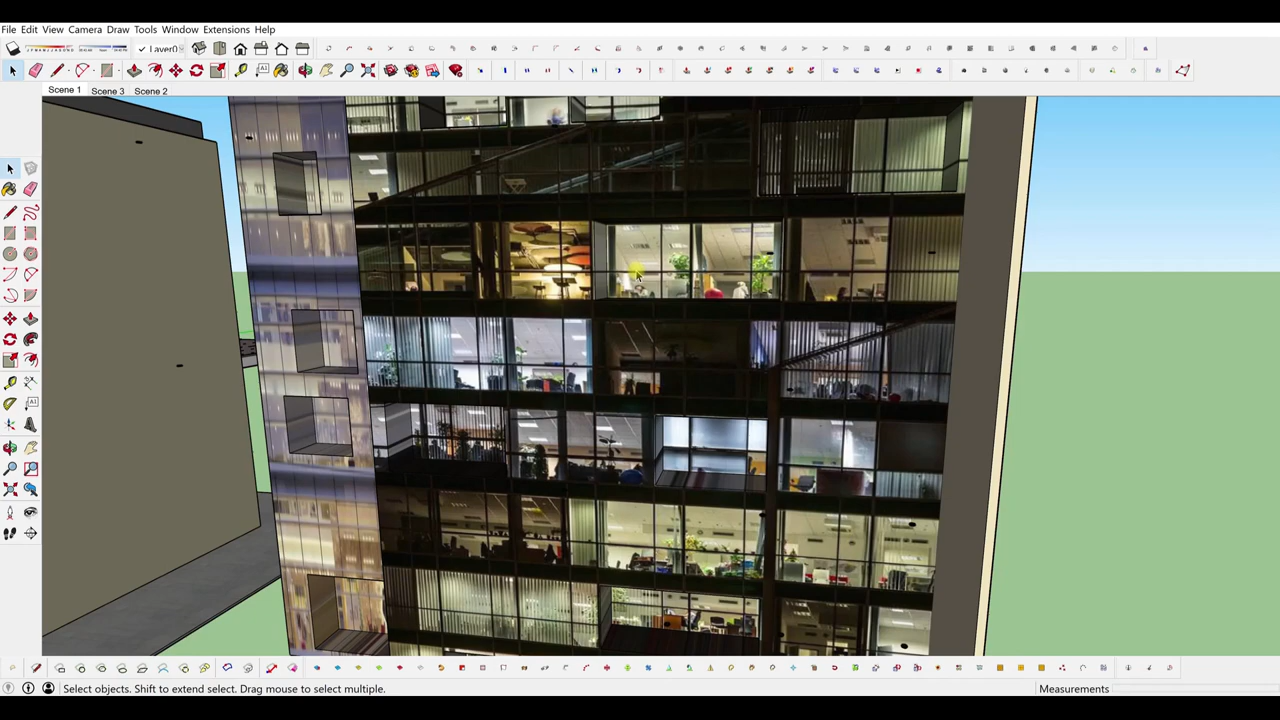 File Edit View Camera Draw Tools Window Extensions Help
Layer0
Scene 1 Scene 3 Scene 2
Select objects. Shift to extend select. Drag mouse to select multiple.
Measurements